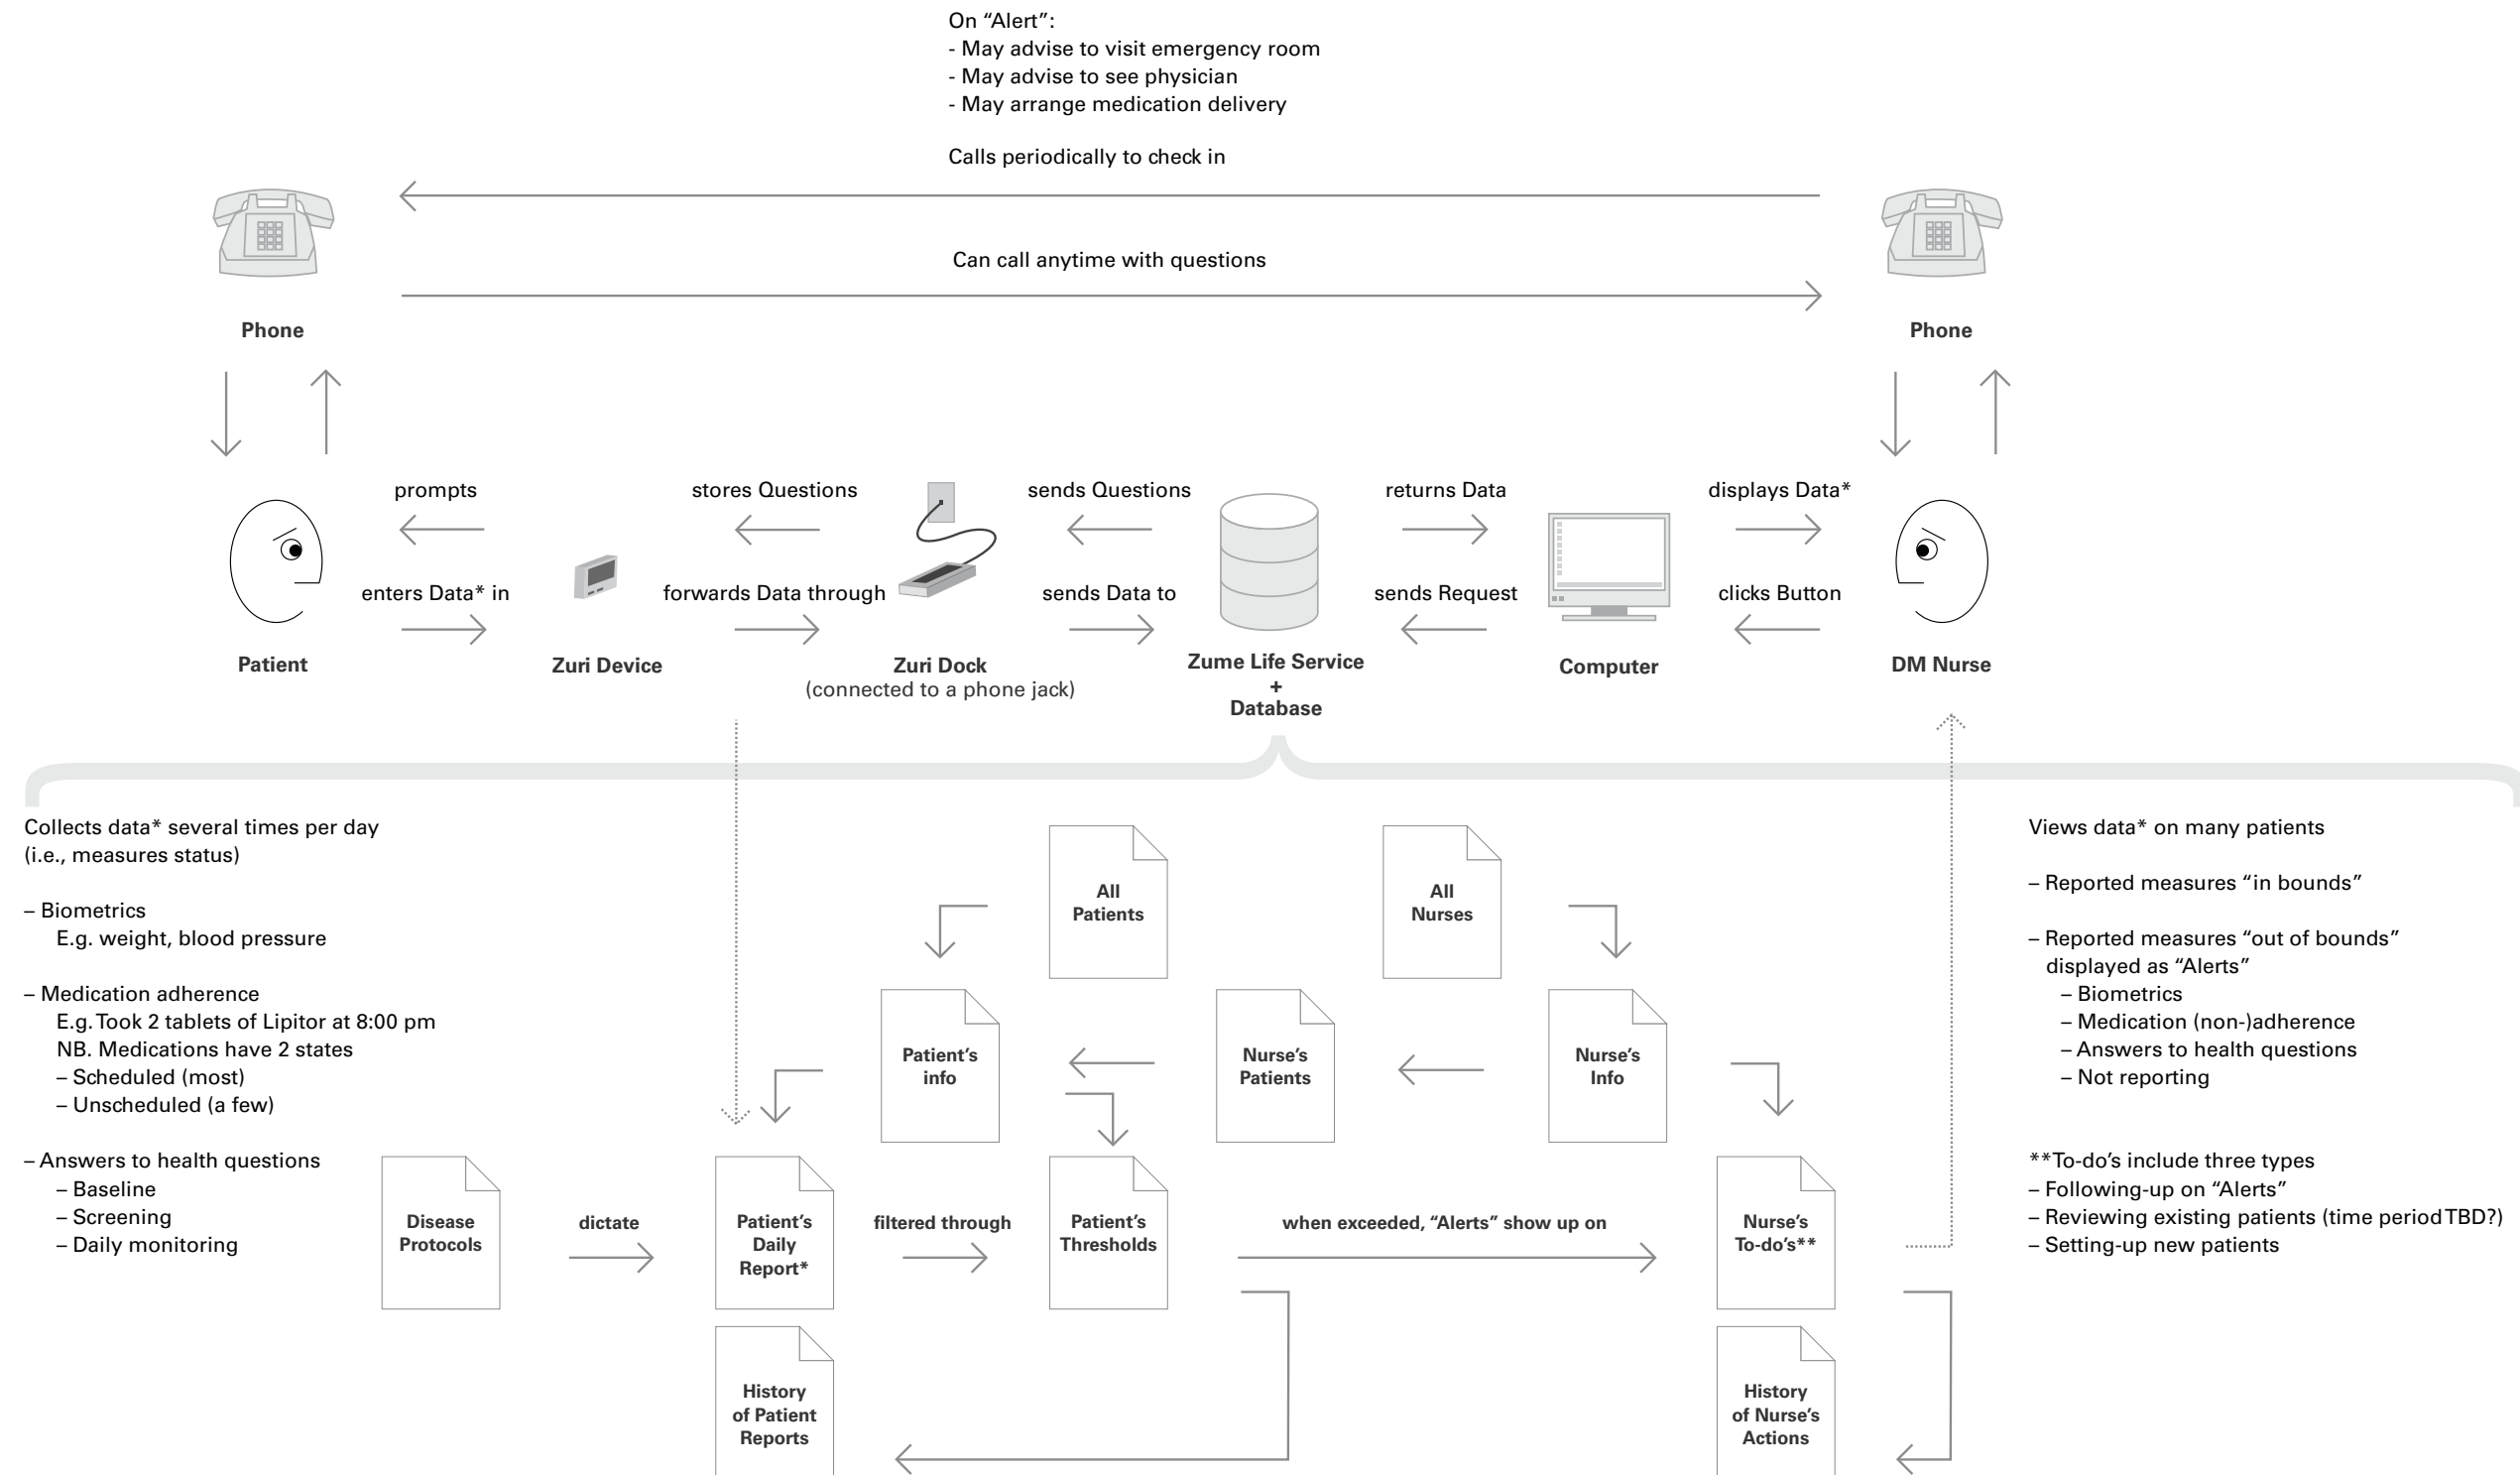 On “Alert”:
- May advise to visit emergency room
- May advise to see physician
- May arrange medication delivery
Calls periodically to check in
Can call anytime with questions
Phone
Phone
prompts
stores Questions
sends Questions
returns Data
displays Data*
enters Data* in
forwards Data through
sends Data to
sends Request
clicks Button
Patient
Zuri Device
Zuri Dock
(connected to a phone jack)
Zume Life Service
+
Database
Computer
DM Nurse
Collects data* several times per day
(i.e., measures status)
– Biometrics
E.g. weight, blood pressure
– Medication adherence
E.g. Took 2 tablets of Lipitor at 8:00 pm
NB. Medications have 2 states
– Scheduled (most)
– Unscheduled (a few)
– Answers to health questions
– Baseline
– Screening
– Daily monitoring
All
Patients
All
Nurses
Patient’s
info
Nurse’s
Patients
Nurse’s
Info
Disease
Protocols
dictate
Patient’s
Daily
Report*
filtered through
Patient’s
Thresholds
when exceeded, “Alerts” show up on
Nurse’s
To-do’s**
History
of Patient
Reports
History
of Nurse’s
Actions
Views data* on many patients
– Reported measures “in bounds”
– Reported measures “out of bounds”
displayed as “Alerts”
– Biometrics
– Medication (non-)adherence
– Answers to health questions
– Not reporting
**To-do’s include three types
– Following-up on “Alerts”
– Reviewing existing patients (time period TBD?)
– Setting-up new patients